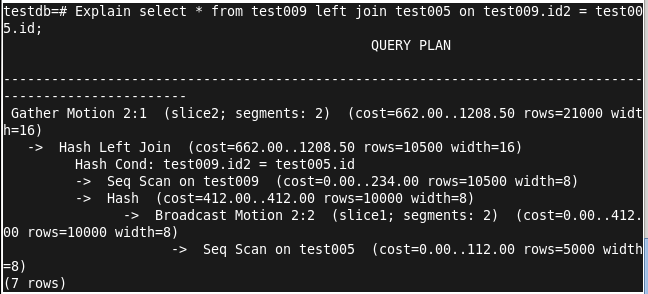 testdb=# Explain select * from test009 left join test005 on test009.id2 = test00
5.id;
QUERY PLAN
--------------------------------------------------------------------------------
-----------------------
Gather Motion 2:1  (slice2; segments: 2)  (cost=662.00..1208.50 rows=21000 widt
h=16)
->  Hash Left Join  (cost=662.00..1208.50 rows=10500 width=16)
Hash Cond: test009.id2 = test005.id
->  Seq Scan on test009  (cost=0.00..234.00 rows=10500 width=8)
->  Hash  (cost=412.00..412.00 rows=10000 width=8)
->  Broadcast Motion 2:2  (slice1; segments: 2)  (cost=0.00..412.
00 rows=10000 width=8)
->  Seq Scan on test005  (cost=0.00..112.00 rows=5000 width
=8)
(7 rows)